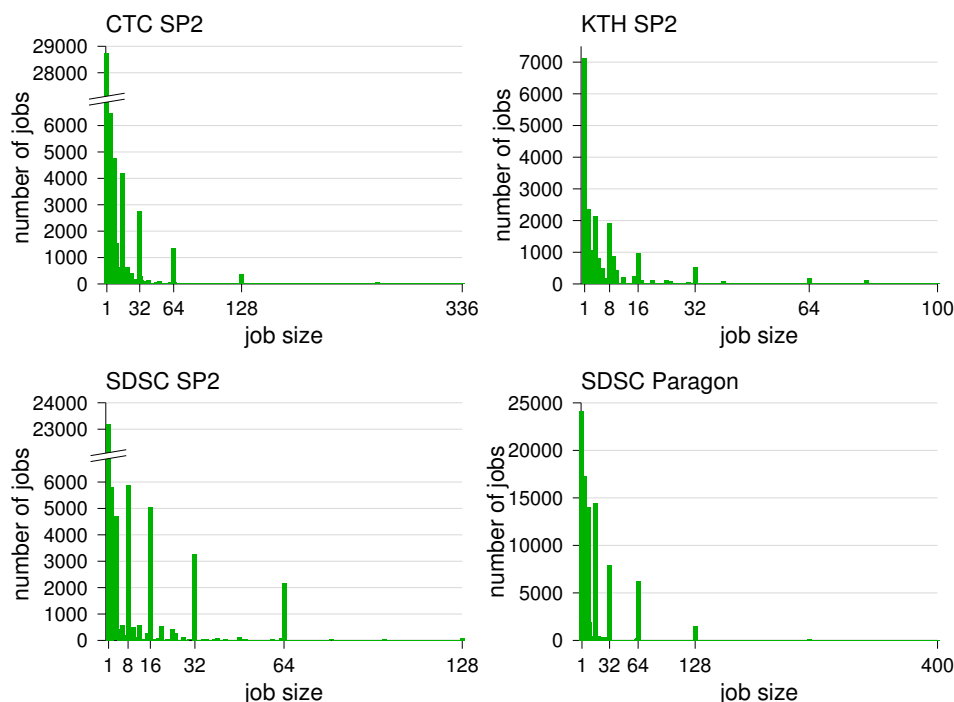 CTC SP2
29000
28000
6000
5000
4000
3000
2000
1000
0
number of jobs
1 32 64 128 336
job size
KTH SP2
7000
6000
5000
4000
3000
2000
1000
0
number of jobs
1 8 16 32 64 100
job size
SDSC SP2
24000
23000
6000
5000
4000
3000
2000
1000
0
number of jobs
1 8 16 32 64 128
job size
SDSC Paragon
25000
20000
15000
10000
5000
0
number of jobs
1 32 64 128 400
job size